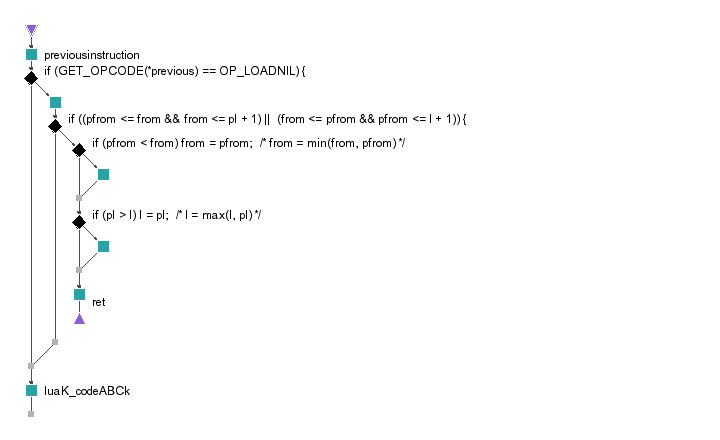 previousinstruction
if (GET_OPCODE(*previous) == OP_LOADNIL) {
if ((pfrom <= from && from <= pl + 1) || (from <= pfrom && pfrom <= l + 1)) {
if (pfrom < from) from = pfrom; /* from = min(from, pfrom) */
if (pl > l) l = pl; /* l = max(l, pl) */
ret
luaK_codeABCk